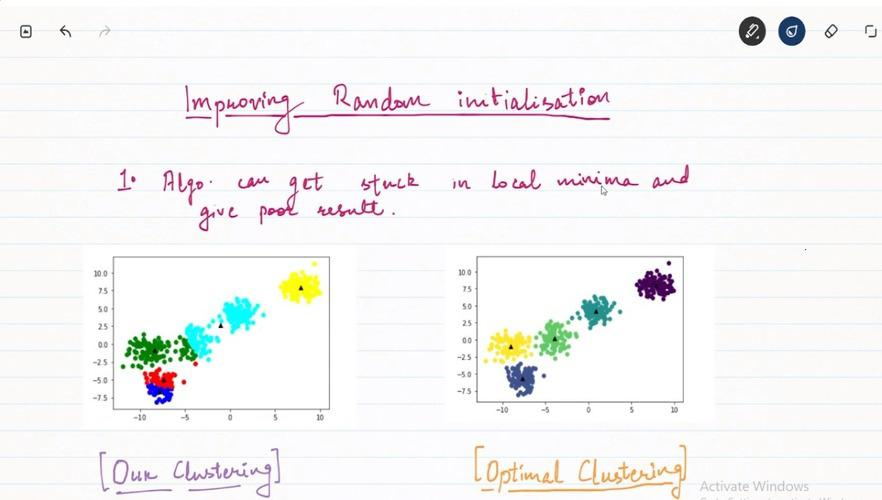 Improving Random initialisation
1. Algo. can get stuck in local minima and
give poor result.
10.0
7.5
5.0
2.5
0.0
−2.5
−5.0
−7.5
−10 −5 0 5 10
10.0
7.5
5.0
2.5
0.0
−2.5
−5.0
−7.5
−10 −5 0 5 10
[Our Clustering]
[Optimal Clustering]
Activate Windows